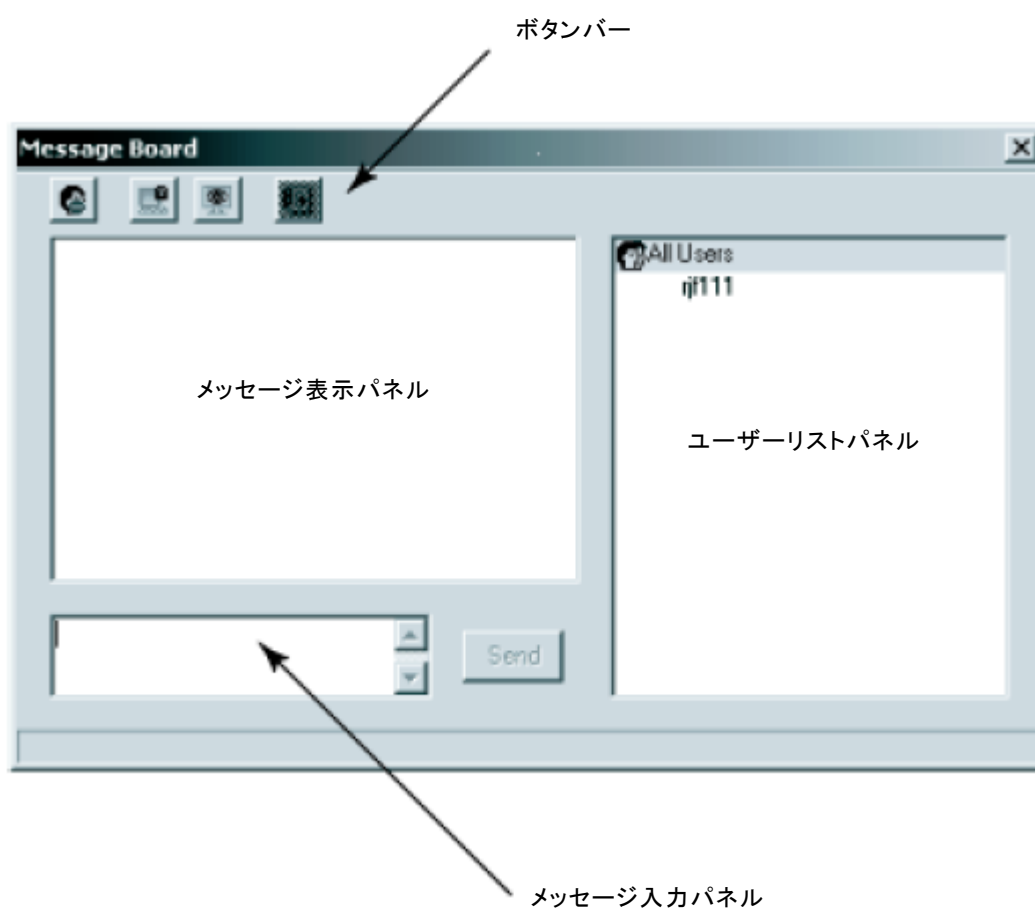 ボタンバー
Message Board
All Users
rjf111
メッセージ表示パネル
ユーザーリストパネル
Send
メッセージ入力パネル